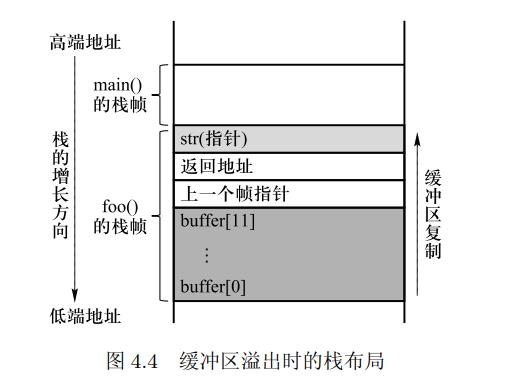 高端地址
main()
的栈帧
栈的增长方向
str(指针)
返回地址
上一个帧指针
foo()
的栈帧
buffer[11]
⋮
buffer[0]
缓冲区复制
低端地址
图 4.4 缓冲区溢出时的栈布局